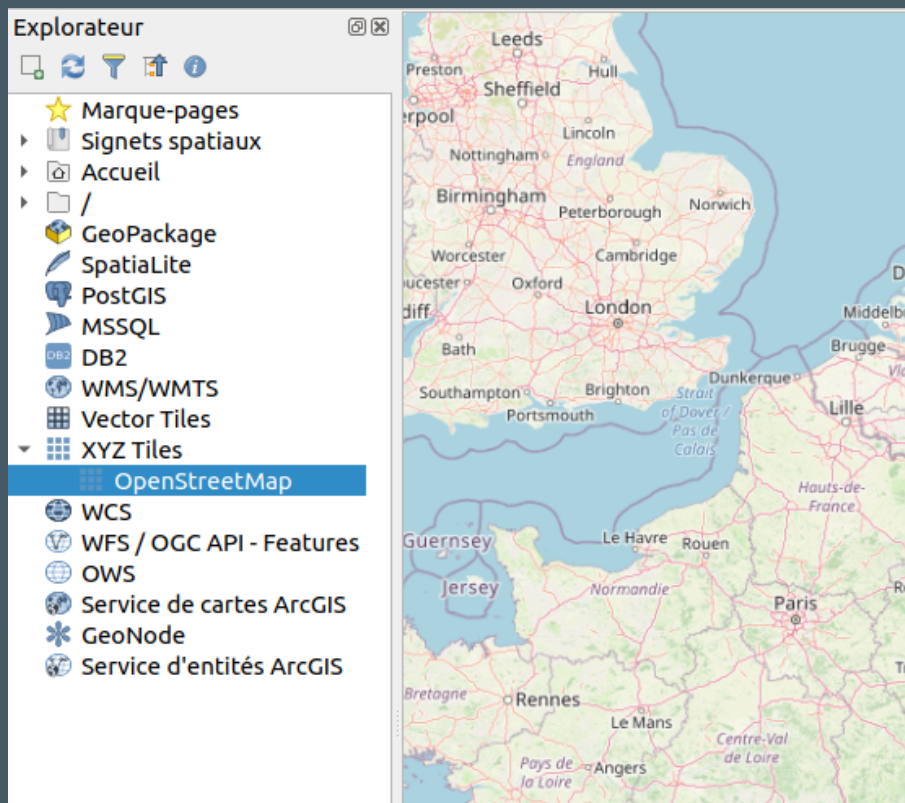 Explorateur
Marque-pages
Signets spatiaux
Accueil
/
GeoPackage
SpatiaLite
PostGIS
MSSQL
DB2
DB2
WMS/WMTS
Vector Tiles
XYZ Tiles
OpenStreetMap
WCS
WFS / OGC API - Features
OWS
Service de cartes ArcGIS
GeoNode
Service d'entités ArcGIS
Leeds
Preston
Hull
Sheffield
erpool
Lincoln
Nottingham
England
Birmingham
Peterborough
Norwich
Worcester
Cambridge
ucester
Oxford
D
diff
London
Middelb
Bath
Brugge
Southampton
Brighton
Dunkerque
Portsmouth
Strait
of Dover /
Pas de
Calais
Lille
Hauts-de-
France
Guernsey
Le Havre
Rouen
Jersey
Normandie
Paris
Bretagne
Rennes
Le Mans
Centre-Val
de Loire
Pays de
la Loire
Angers